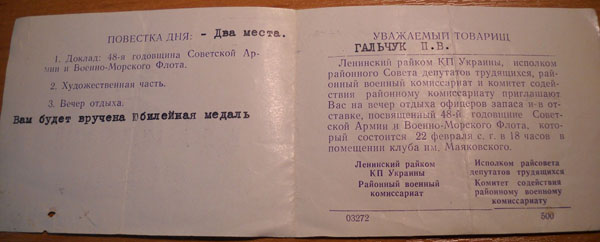 ПОВЕСТКА ДНЯ: - Два места.
1. Доклад: 48-я годовщина Советской Ар-
мии и Военно-Морского Флота.
2. Художественная часть.
3. Вечер отдыха.
Вам будет вручена Юбилейная медаль
УВАЖАЕМЫЙ ТОВАРИЩ
ГАЛЬЧУК П.В.
Ленинский райком КП Украины, исполком
районного Совета депутатов трудящихся, рай-
онный военный комиссариат и комитет содей-
ствия районному комиссариату приглашают
Вас на вечер отдыха офицеров запаса и в от-
ставке, посвященный 48-й годовщине Совет-
ской Армии и Военно-Морского Флота, кото-
рый состоится 22 февраля с. г. в 18 часов в
помещении клуба им. Маяковского.
Ленинский райком
КП Украины
Районный военный
комиссариат
Исполком райсовета
депутатов трудящихся
Комитет содействия
районному военному
комиссариату
03272
500